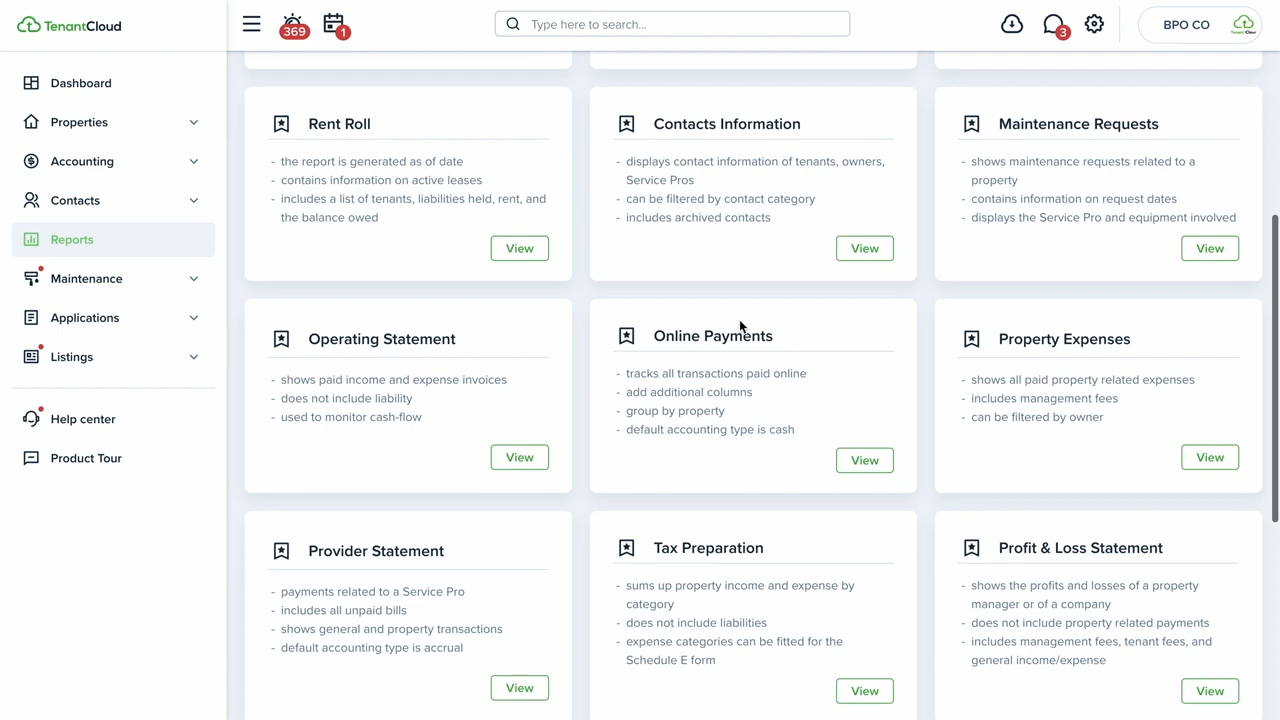 TenantCloud
369
1
Type here to search...
3
BPO CO
Tenant Cloud
Dashboard
Properties
Accounting
Contacts
Reports
Maintenance
Applications
Listings
Help center
Product Tour
Rent Roll
- the report is generated as of date
- contains information on active leases
- includes a list of tenants, liabilities held, rent, and
the balance owed
View
Contacts Information
- displays contact information of tenants, owners,
Service Pros
- can be filtered by contact category
- includes archived contacts
View
Maintenance Requests
- shows maintenance requests related to a
property
- contains information on request dates
- displays the Service Pro and equipment involved
View
Operating Statement
- shows paid income and expense invoices
- does not include liability
- used to monitor cash-flow
View
Online Payments
- tracks all transactions paid online
- add additional columns
- group by property
- default accounting type is cash
View
Property Expenses
- shows all paid property related expenses
- includes management fees
- can be filtered by owner
View
Provider Statement
- payments related to a Service Pro
- includes all unpaid bills
- shows general and property transactions
- default accounting type is accrual
View
Tax Preparation
- sums up property income and expense by
category
- does not include liabilities
- expense categories can be fitted for the
Schedule E form
View
Profit & Loss Statement
- shows the profits and losses of a property
manager or of a company
- does not include property related payments
- includes management fees, tenant fees, and
general income/expense
View